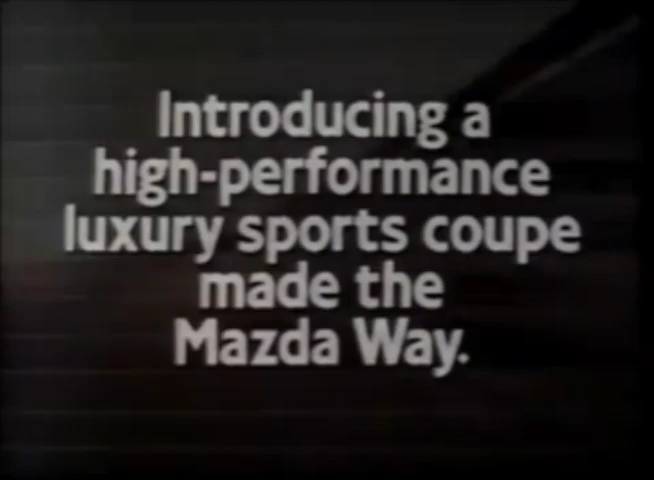 Introducing a
high-performance
luxury sports coupe
made the
Mazda Way.